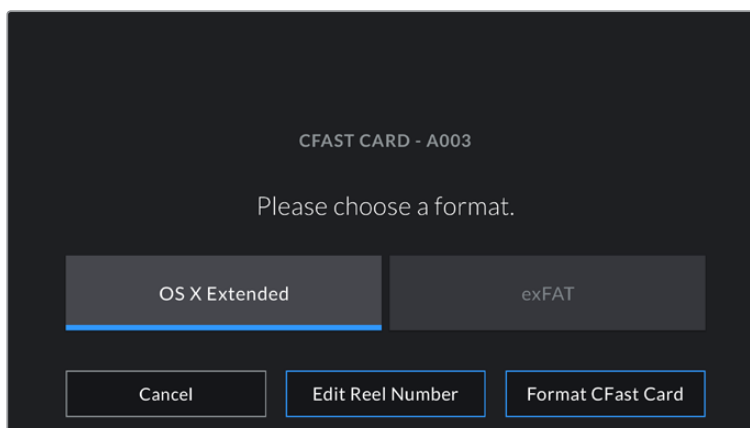 CFAST CARD - A003
Please choose a format.
OS X Extended
exFAT
Cancel
Edit Reel Number
Format CFast Card